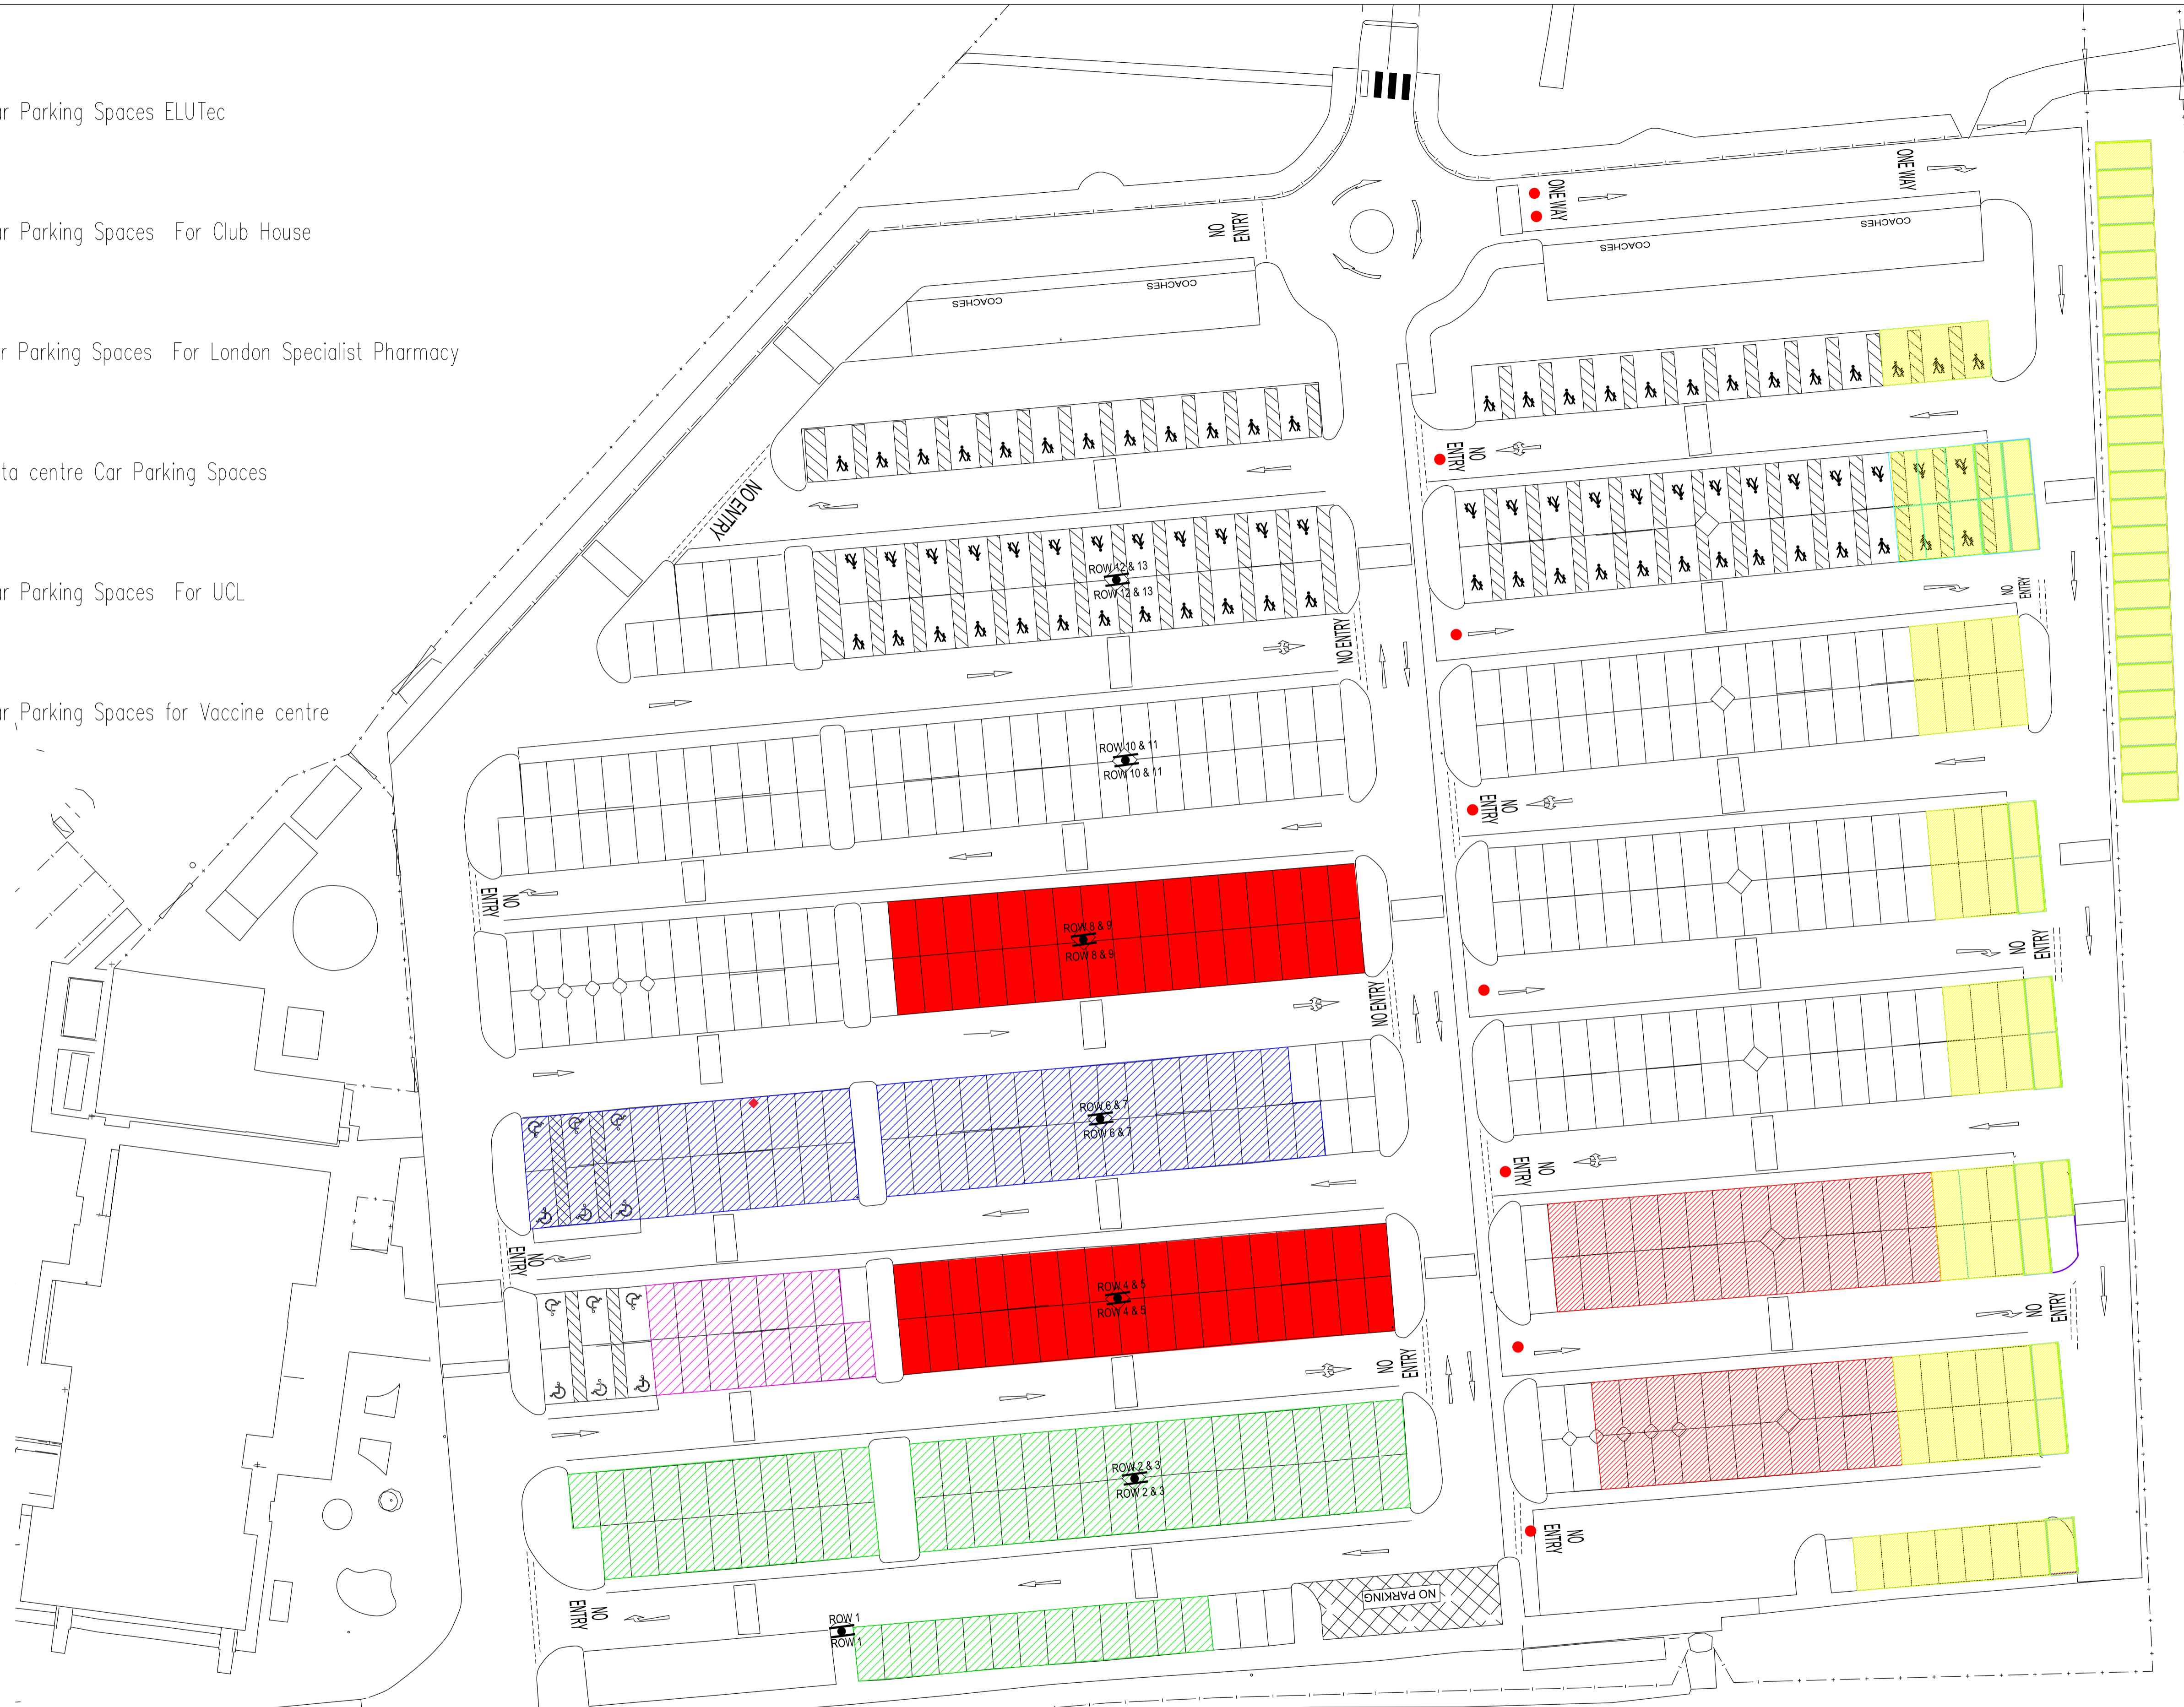 ar Parking Spaces ELUTec
ar Parking Spaces For Club House
r Parking Spaces For London Specialist Pharmacy
ta centre Car Parking Spaces
ar Parking Spaces For UCL
ar Parking Spaces for Vaccine centre
ONE WAY
ONE WAY
NO ENTRY
COACHES
COACHES
COACHES
COACHES
NO ENTRY
NO ENTRY
ROW 12 & 13
ROW 12 & 13
NO ENTRY
NO ENTRY
ROW 10 & 11
ROW 10 & 11
NO ENTRY
NO ENTRY
ROW 8 & 9
ROW 8 & 9
NO ENTRY
NO ENTRY
ROW 6 & 7
ROW 6 & 7
NO ENTRY
NO ENTRY
ROW 4 & 5
ROW 4 & 5
NO ENTRY
NO ENTRY
ROW 2 & 3
ROW 2 & 3
NO ENTRY
NO ENTRY
NO PARKING
ROW 1
ROW 1